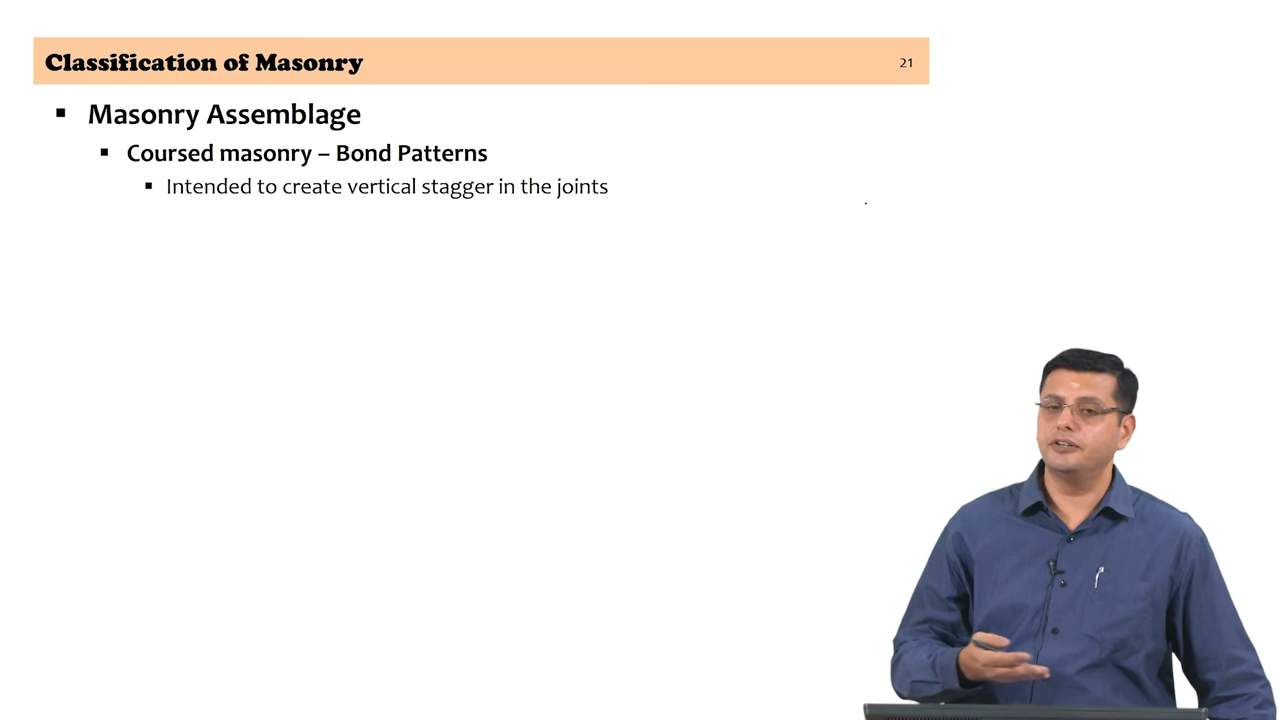 Classification of Masonry 21
▪ Masonry Assemblage
▪ Coursed masonry – Bond Patterns
▪ Intended to create vertical stagger in the joints